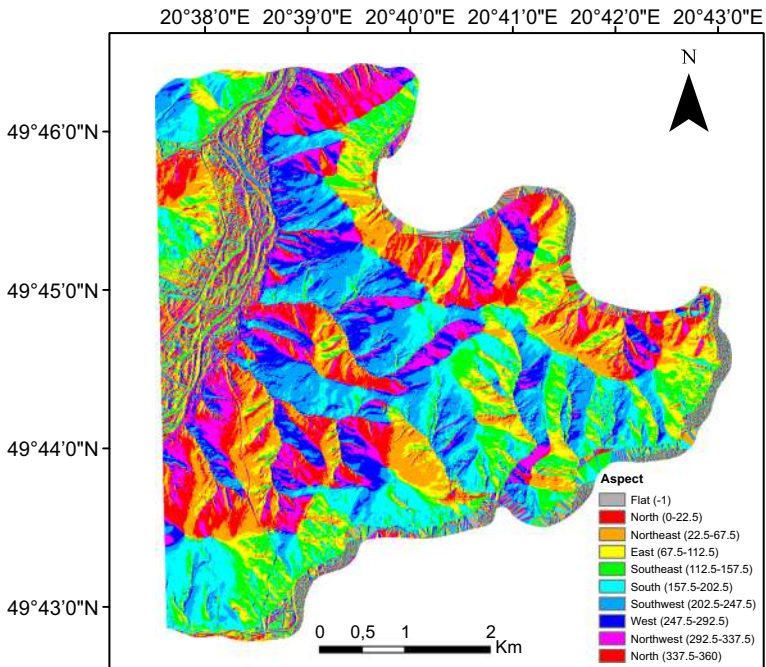 20°38'0"E 20°39'0"E 20°40'0"E 20°41'0"E 20°42'0"E 20°43'0"E
N
49°46'0"N
49°45'0"N
49°44'0"N
49°43'0"N
Aspect
Flat (-1)
North (0-22.5)
Northeast (22.5-67.5)
East (67.5-112.5)
Southeast (112.5-157.5)
South (157.5-202.5)
Southwest (202.5-247.5)
West (247.5-292.5)
Northwest (292.5-337.5)
North (337.5-360)
0 0,5 1 2
Km